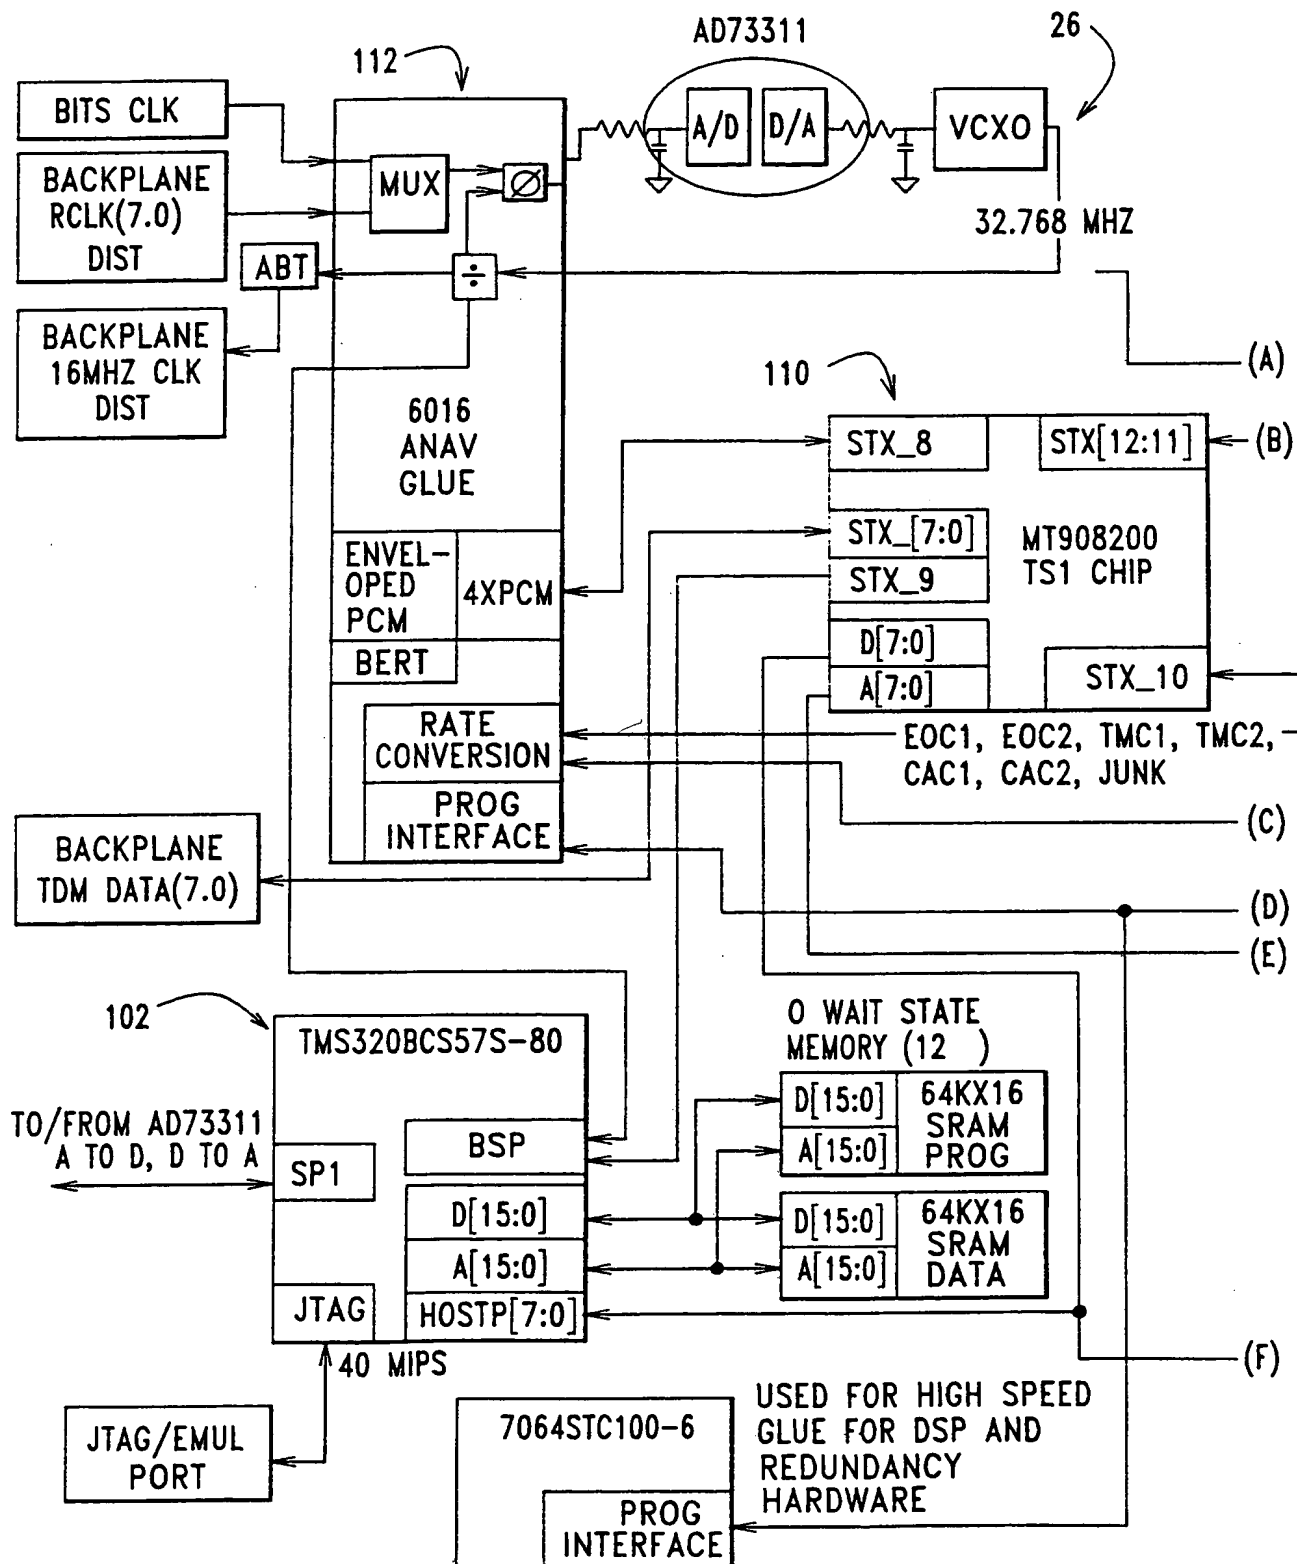 AD73311
26
112
BITS CLK
A/D
D/A
VCXO
BACKPLANE
RCLK(7.0)
DIST
MUX
Ø
32.768 MHZ
ABT
÷
BACKPLANE
16MHZ CLK
DIST
(A)
110
6016
ANAV
GLUE
STX_8
STX[12:11]
(B)
STX_[7:0]
MT908200
TS1 CHIP
STX_9
ENVEL-
OPED
PCM
4XPCM
D[7:0]
BERT
A[7:0]
STX_10
RATE
CONVERSION
EOC1, EOC2, TMC1, TMC2,
CAC1, CAC2, JUNK
PROG
INTERFACE
(C)
BACKPLANE
TDM DATA(7.0)
(D)
(E)
102
TMS320BCS57S-80
0 WAIT STATE
MEMORY (12 )
D[15:0]
64KX16
SRAM
PROG
A[15:0]
TO/FROM AD73311
A TO D, D TO A
BSP
SP1
D[15:0]
D[15:0]
64KX16
SRAM
DATA
A[15:0]
A[15:0]
JTAG
HOSTP[7:0]
40 MIPS
(F)
JTAG/EMUL
PORT
7064STC100-6
USED FOR HIGH SPEED
GLUE FOR DSP AND
REDUNDANCY
HARDWARE
PROG
INTERFACE